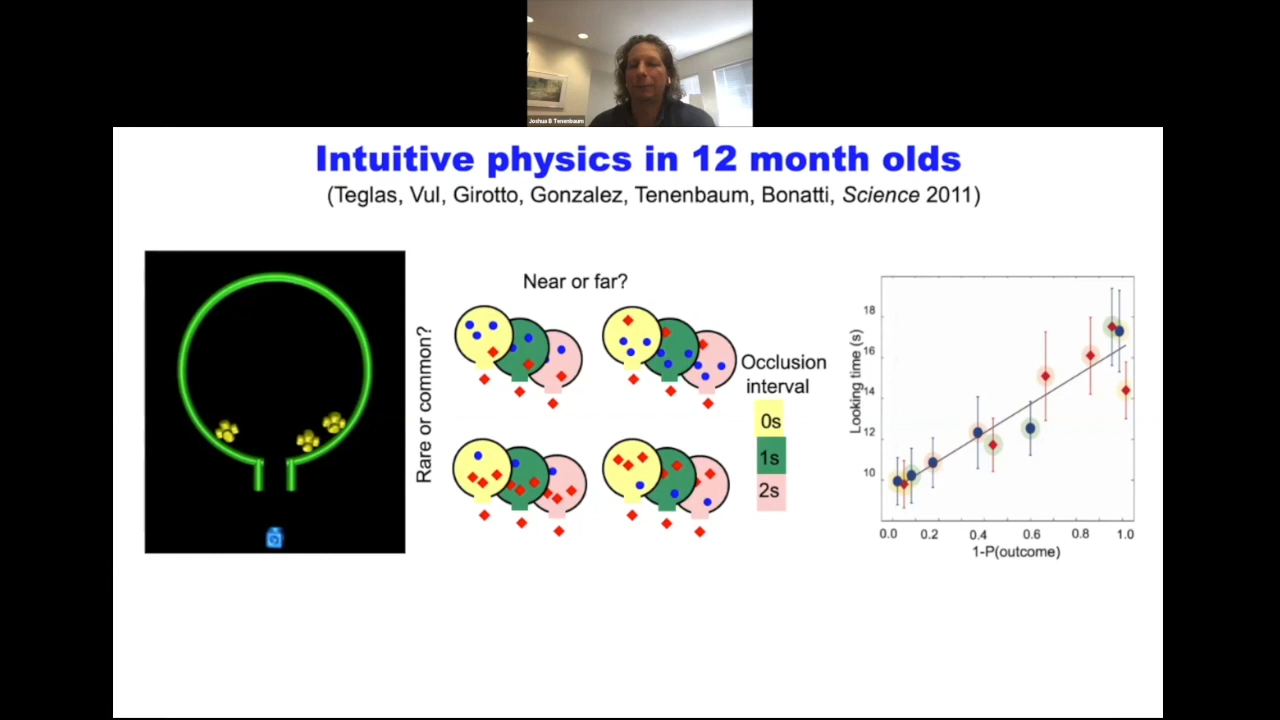 Joshua B Tenenbaum
Intuitive physics in 12 month olds
(Teglas, Vul, Girotto, Gonzalez, Tenenbaum, Bonatti, Science 2011)
Near or far?
Rare or common?
Occlusion
interval
0s
1s
2s
Looking time (s)
18
16
14
12
10
0.0 0.2 0.4 0.6 0.8 1.0
1-P(outcome)